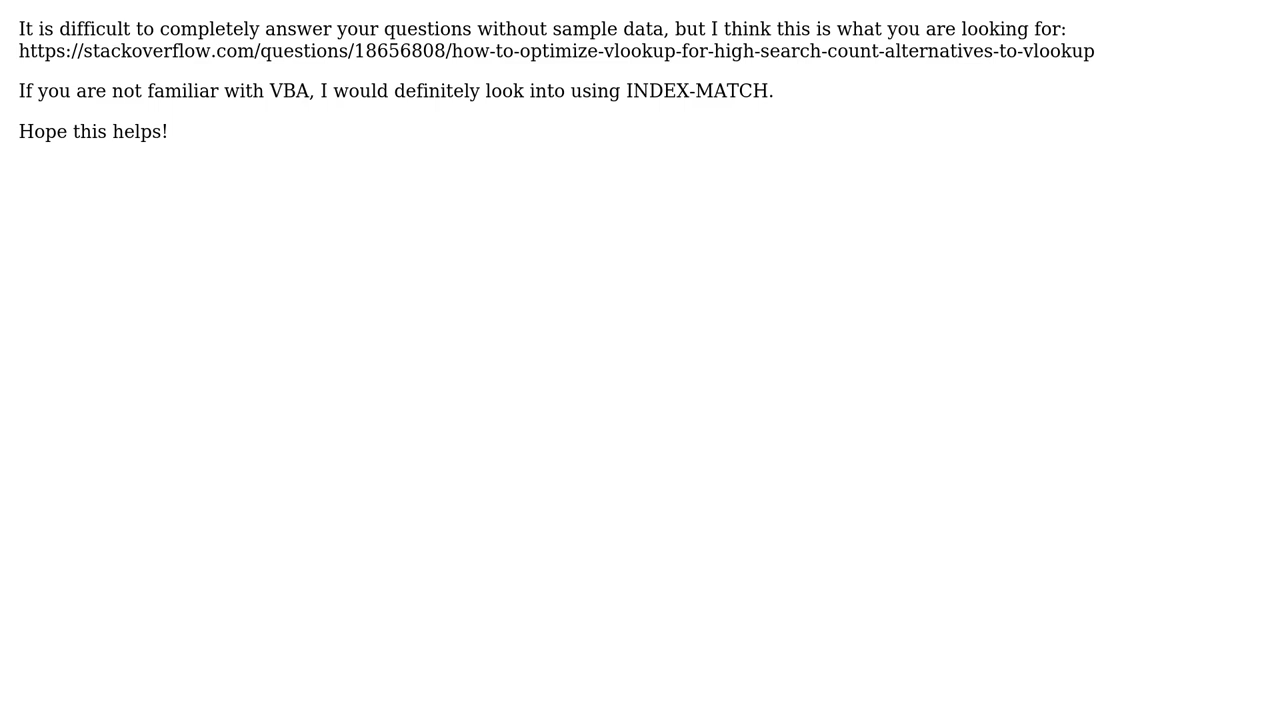 It is difficult to completely answer your questions without sample data, but I think this is what you are looking for:
https://stackoverflow.com/questions/18656808/how-to-optimize-vlookup-for-high-search-count-alternatives-to-vlookup
If you are not familiar with VBA, I would definitely look into using INDEX-MATCH.
Hope this helps!